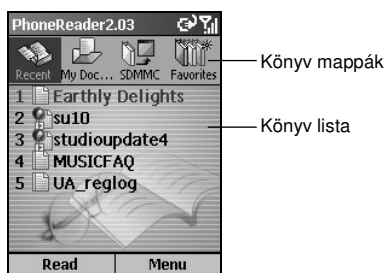 PhoneReader2.03
Recent My Doc... SDMMC Favorites
Könyv mappák
1 Earthly Delights
2 su10
Könyv lista
3 studioupdate4
4 MUSICFAQ
5 UA_reglog
Read Menu